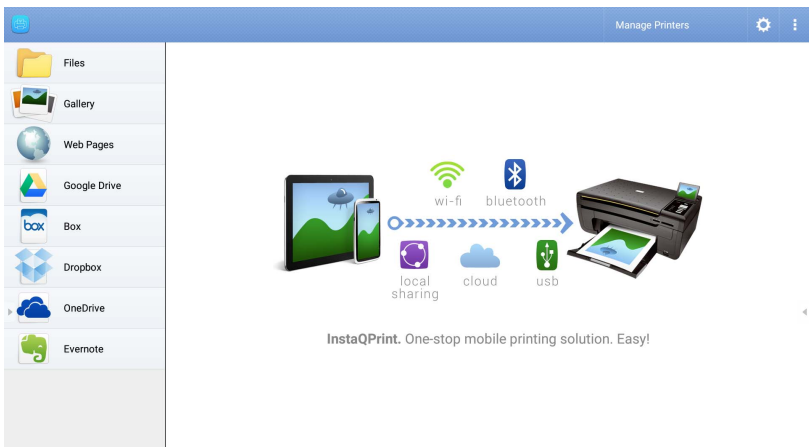 Manage Printers
Files
Gallery
Web Pages
Google Drive
box
Box
Dropbox
OneDrive
Evernote
wi-fi
bluetooth
local
sharing
cloud
usb
InstaQPrint. One-stop mobile printing solution. Easy!